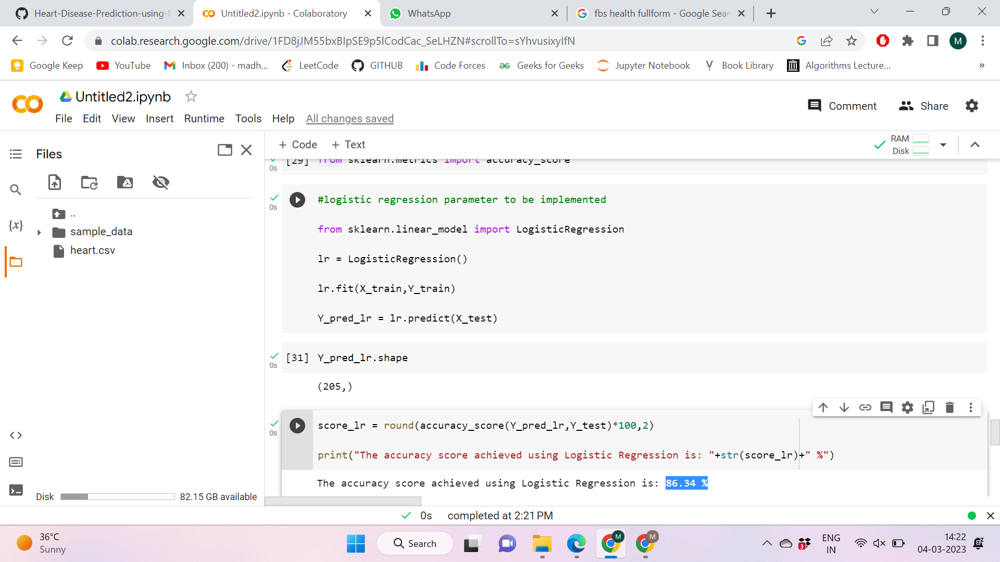 Heart-Disease-Prediction-using-
Untitled2.ipynb - Colaboratory
WhatsApp
fbs health fullform - Google Sear
colab.research.google.com/drive/1FD8jJM55bxBIpSE9p5lCodCac_SeLHZN#scrollTo=sYhvusixyIfN
M
Google Keep
YouTube
Inbox (200) - madh...
LeetCode
GITHUB
Code Forces
Geeks for Geeks
Jupyter Notebook
Book Library
Algorithms Lecture...
»
Untitled2.ipynb
File Edit View Insert Runtime Tools Help All changes saved
Comment
Share
Files
+ Code + Text
RAM
Disk
..
sample_data
heart.csv
{x}
0s
[29] from sklearn.metrics import accuracy_score
0s
#logistic regression parameter to be implemented
from sklearn.linear_model import LogisticRegression
lr = LogisticRegression()
lr.fit(X_train,Y_train)
Y_pred_lr = lr.predict(X_test)
0s
[31] Y_pred_lr.shape
(205,)
0s
score_lr = round(accuracy_score(Y_pred_lr,Y_test)*100,2)
print("The accuracy score achieved using Logistic Regression is: "+str(score_lr)+" %")
The accuracy score achieved using Logistic Regression is: 86.34 %
Disk 82.15 GB available
0s completed at 2:21 PM
36°C
Sunny
Search
M
M
3
ENG
IN
14:22
04-03-2023